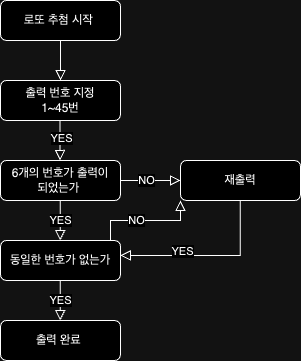 로또 추첨 시작
출력 번호 지정
1~45번
YES
6개의 번호가 출력이
되었는가
NO
재출력
YES
NO
동일한 번호가 없는가
YES
YES
출력 완료